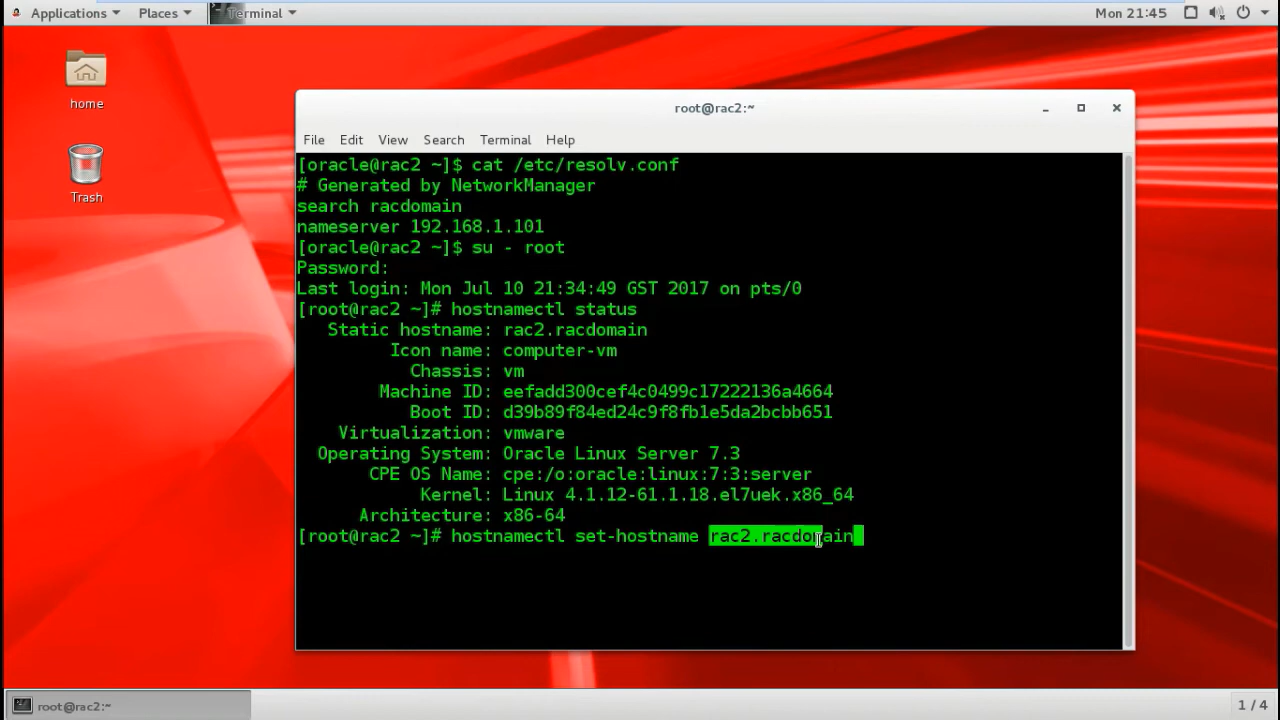 Applications Places Terminal Mon 21:45
home
Trash
root@rac2:~
File Edit View Search Terminal Help
[oracle@rac2 ~]$ cat /etc/resolv.conf
# Generated by NetworkManager
search racdomain
nameserver 192.168.1.101
[oracle@rac2 ~]$ su - root
Password:
Last login: Mon Jul 10 21:34:49 GST 2017 on pts/0
[root@rac2 ~]# hostnamectl status
Static hostname: rac2.racdomain
Icon name: computer-vm
Chassis: vm
Machine ID: eefadd300cef4c0499c17222136a4664
Boot ID: d39b89f84ed24c9f8fb1e5da2bcbb651
Virtualization: vmware
Operating System: Oracle Linux Server 7.3
CPE OS Name: cpe:/o:oracle:linux:7:3:server
Kernel: Linux 4.1.12-61.1.18.el7uek.x86_64
Architecture: x86-64
[root@rac2 ~]# hostnamectl set-hostname rac2.racdomain
root@rac2:~ 1 / 4